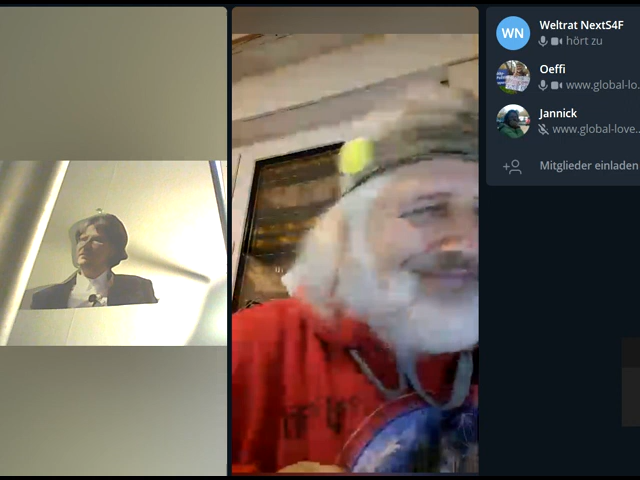 WN
Weltrat NextS4F
hört zu
Oeffi
www.global-lo...
Jannick
www.global-love...
Mitglieder einladen